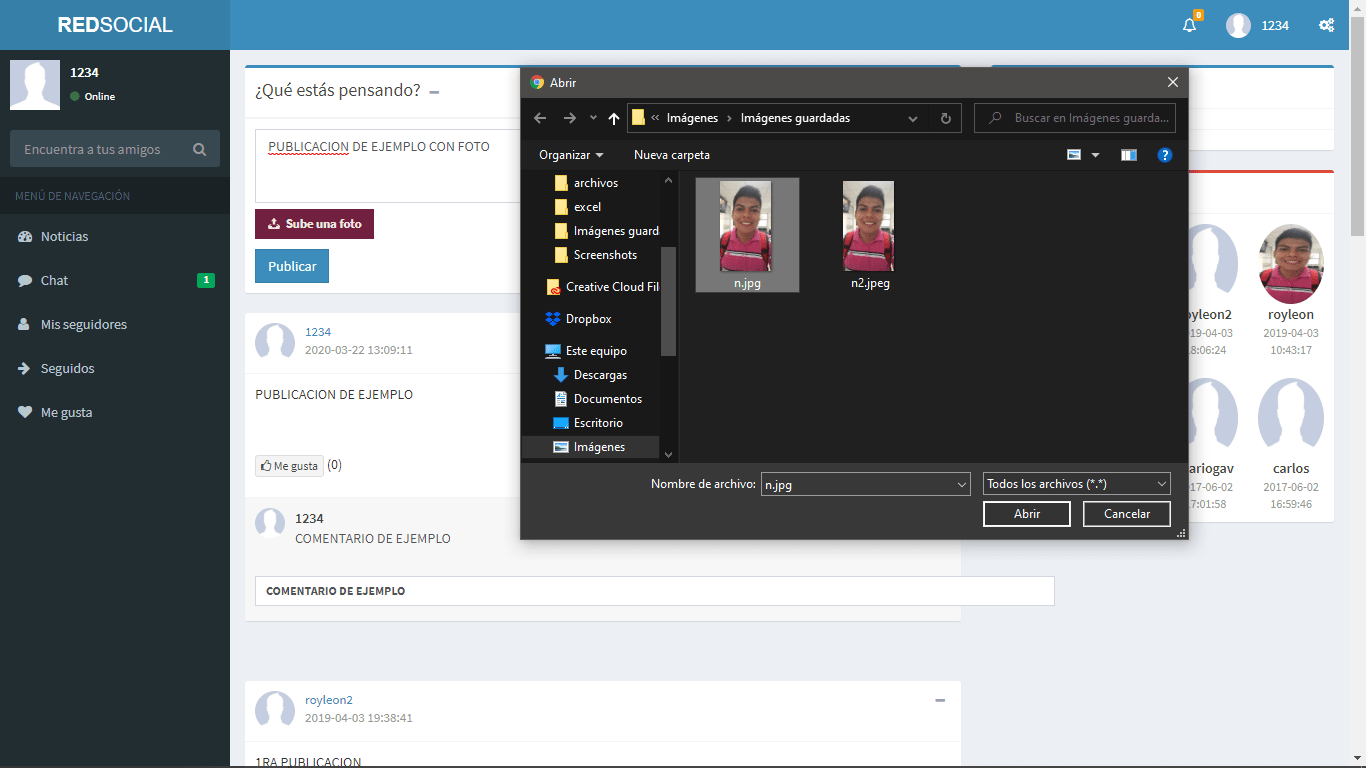 REDSOCIAL
0
1234
1234
Online
Encuentra a tus amigos
MENÚ DE NAVEGACIÓN
Noticias
Chat
1
Mis seguidores
Seguidos
Me gusta
¿Qué estás pensando?
PUBLICACION DE EJEMPLO CON FOTO
Sube una foto
Publicar
1234
2020-03-22 13:09:11
PUBLICACION DE EJEMPLO
Me gusta (0)
1234
COMENTARIO DE EJEMPLO
COMENTARIO DE EJEMPLO
royleon2
2019-04-03 19:38:41
1RA PUBLICACION
Abrir
« Imágenes › Imágenes guardadas
Buscar en Imágenes guarda...
Organizar
Nueva carpeta
archivos
excel
Imágenes guard
Screenshots
Creative Cloud Fil
Dropbox
Este equipo
Descargas
Documentos
Escritorio
Imágenes
n.jpg
n2.jpeg
Nombre de archivo: n.jpg
Todos los archivos (*.*)
Abrir
Cancelar
oyleon2
19-04-03
8:06:24
royleon
2019-04-03
10:43:17
ariogav
17-06-02
7:01:58
carlos
2017-06-02
16:59:46